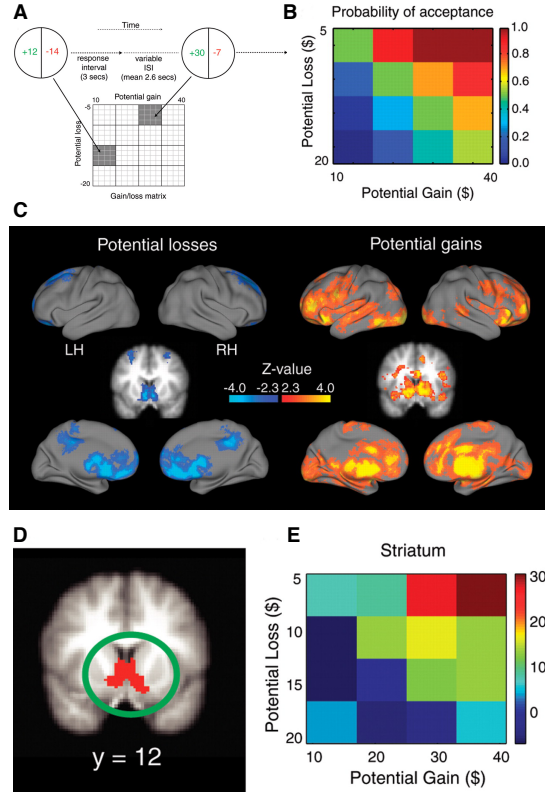 A
Time
+12
-14
+30
-7
response
interval
(3 secs)
variable
ISI
(mean 2.6 secs)
Potential gain
10
40
-5
Potential loss
-20
Gain/loss matrix
B
Probability of acceptance
5
Potential Loss ($)
20
10
40
Potential Gain ($)
1.0
0.8
0.6
0.4
0.2
0.0
C
Potential losses
Potential gains
LH
RH
Z-value
-4.0
-2.3
2.3
4.0
D
y = 12
E
Striatum
5
10
15
20
Potential Loss ($)
10
20
30
40
Potential Gain ($)
30
20
10
0